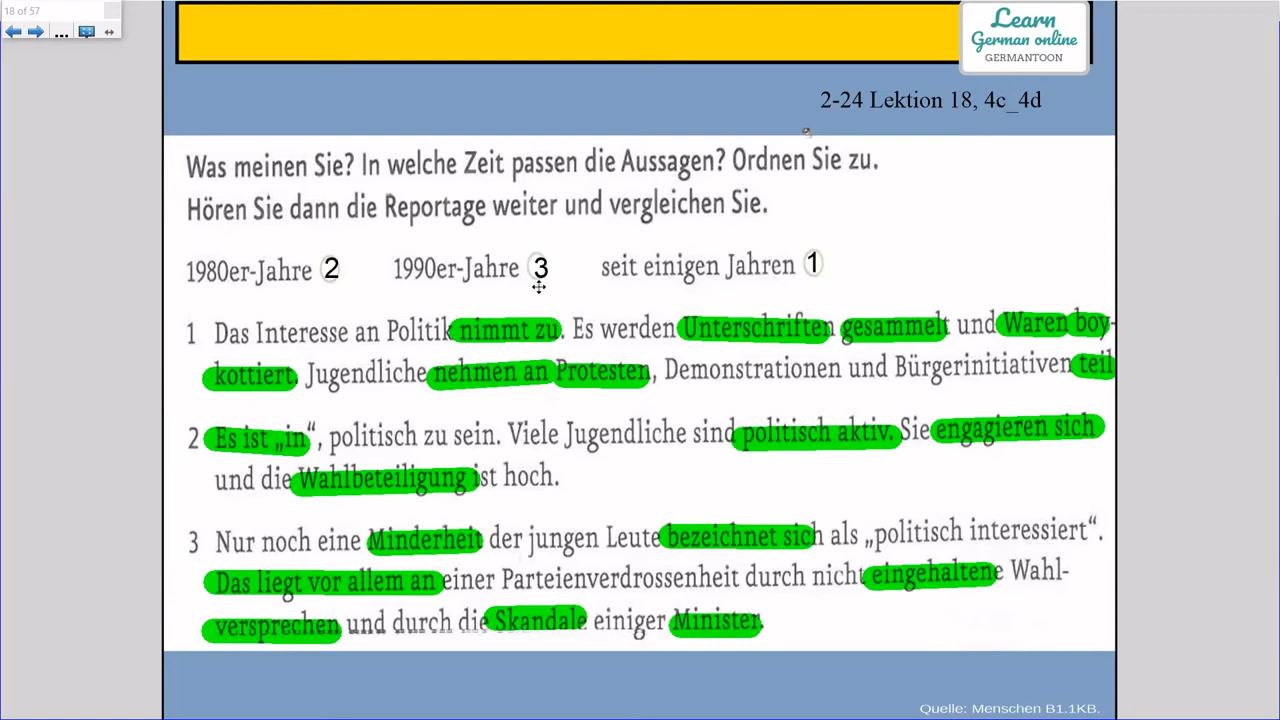 18 of 57
...
Learn
German online
GERMANTOON
2-24 Lektion 18, 4c_4d
Was meinen Sie? In welche Zeit passen die Aussagen? Ordnen Sie zu.
Hören Sie dann die Reportage weiter und vergleichen Sie.
1980er-Jahre 2 1990er-Jahre 3 seit einigen Jahren 1
1 Das Interesse an Politik nimmt zu. Es werden Unterschriften gesammelt und Waren boy-
kottiert. Jugendliche nehmen an Protesten, Demonstrationen und Bürgerinitiativen teil
2 Es ist „in“, politisch zu sein. Viele Jugendliche sind politisch aktiv. Sie engagieren sich
und die Wahlbeteiligung ist hoch.
3 Nur noch eine Minderheit der jungen Leute bezeichnet sich als „politisch interessiert“.
Das liegt vor allem an einer Parteienverdrossenheit durch nicht eingehaltene Wahl-
versprechen und durch die Skandale einiger Minister.
Quelle: Menschen B1.1KB.